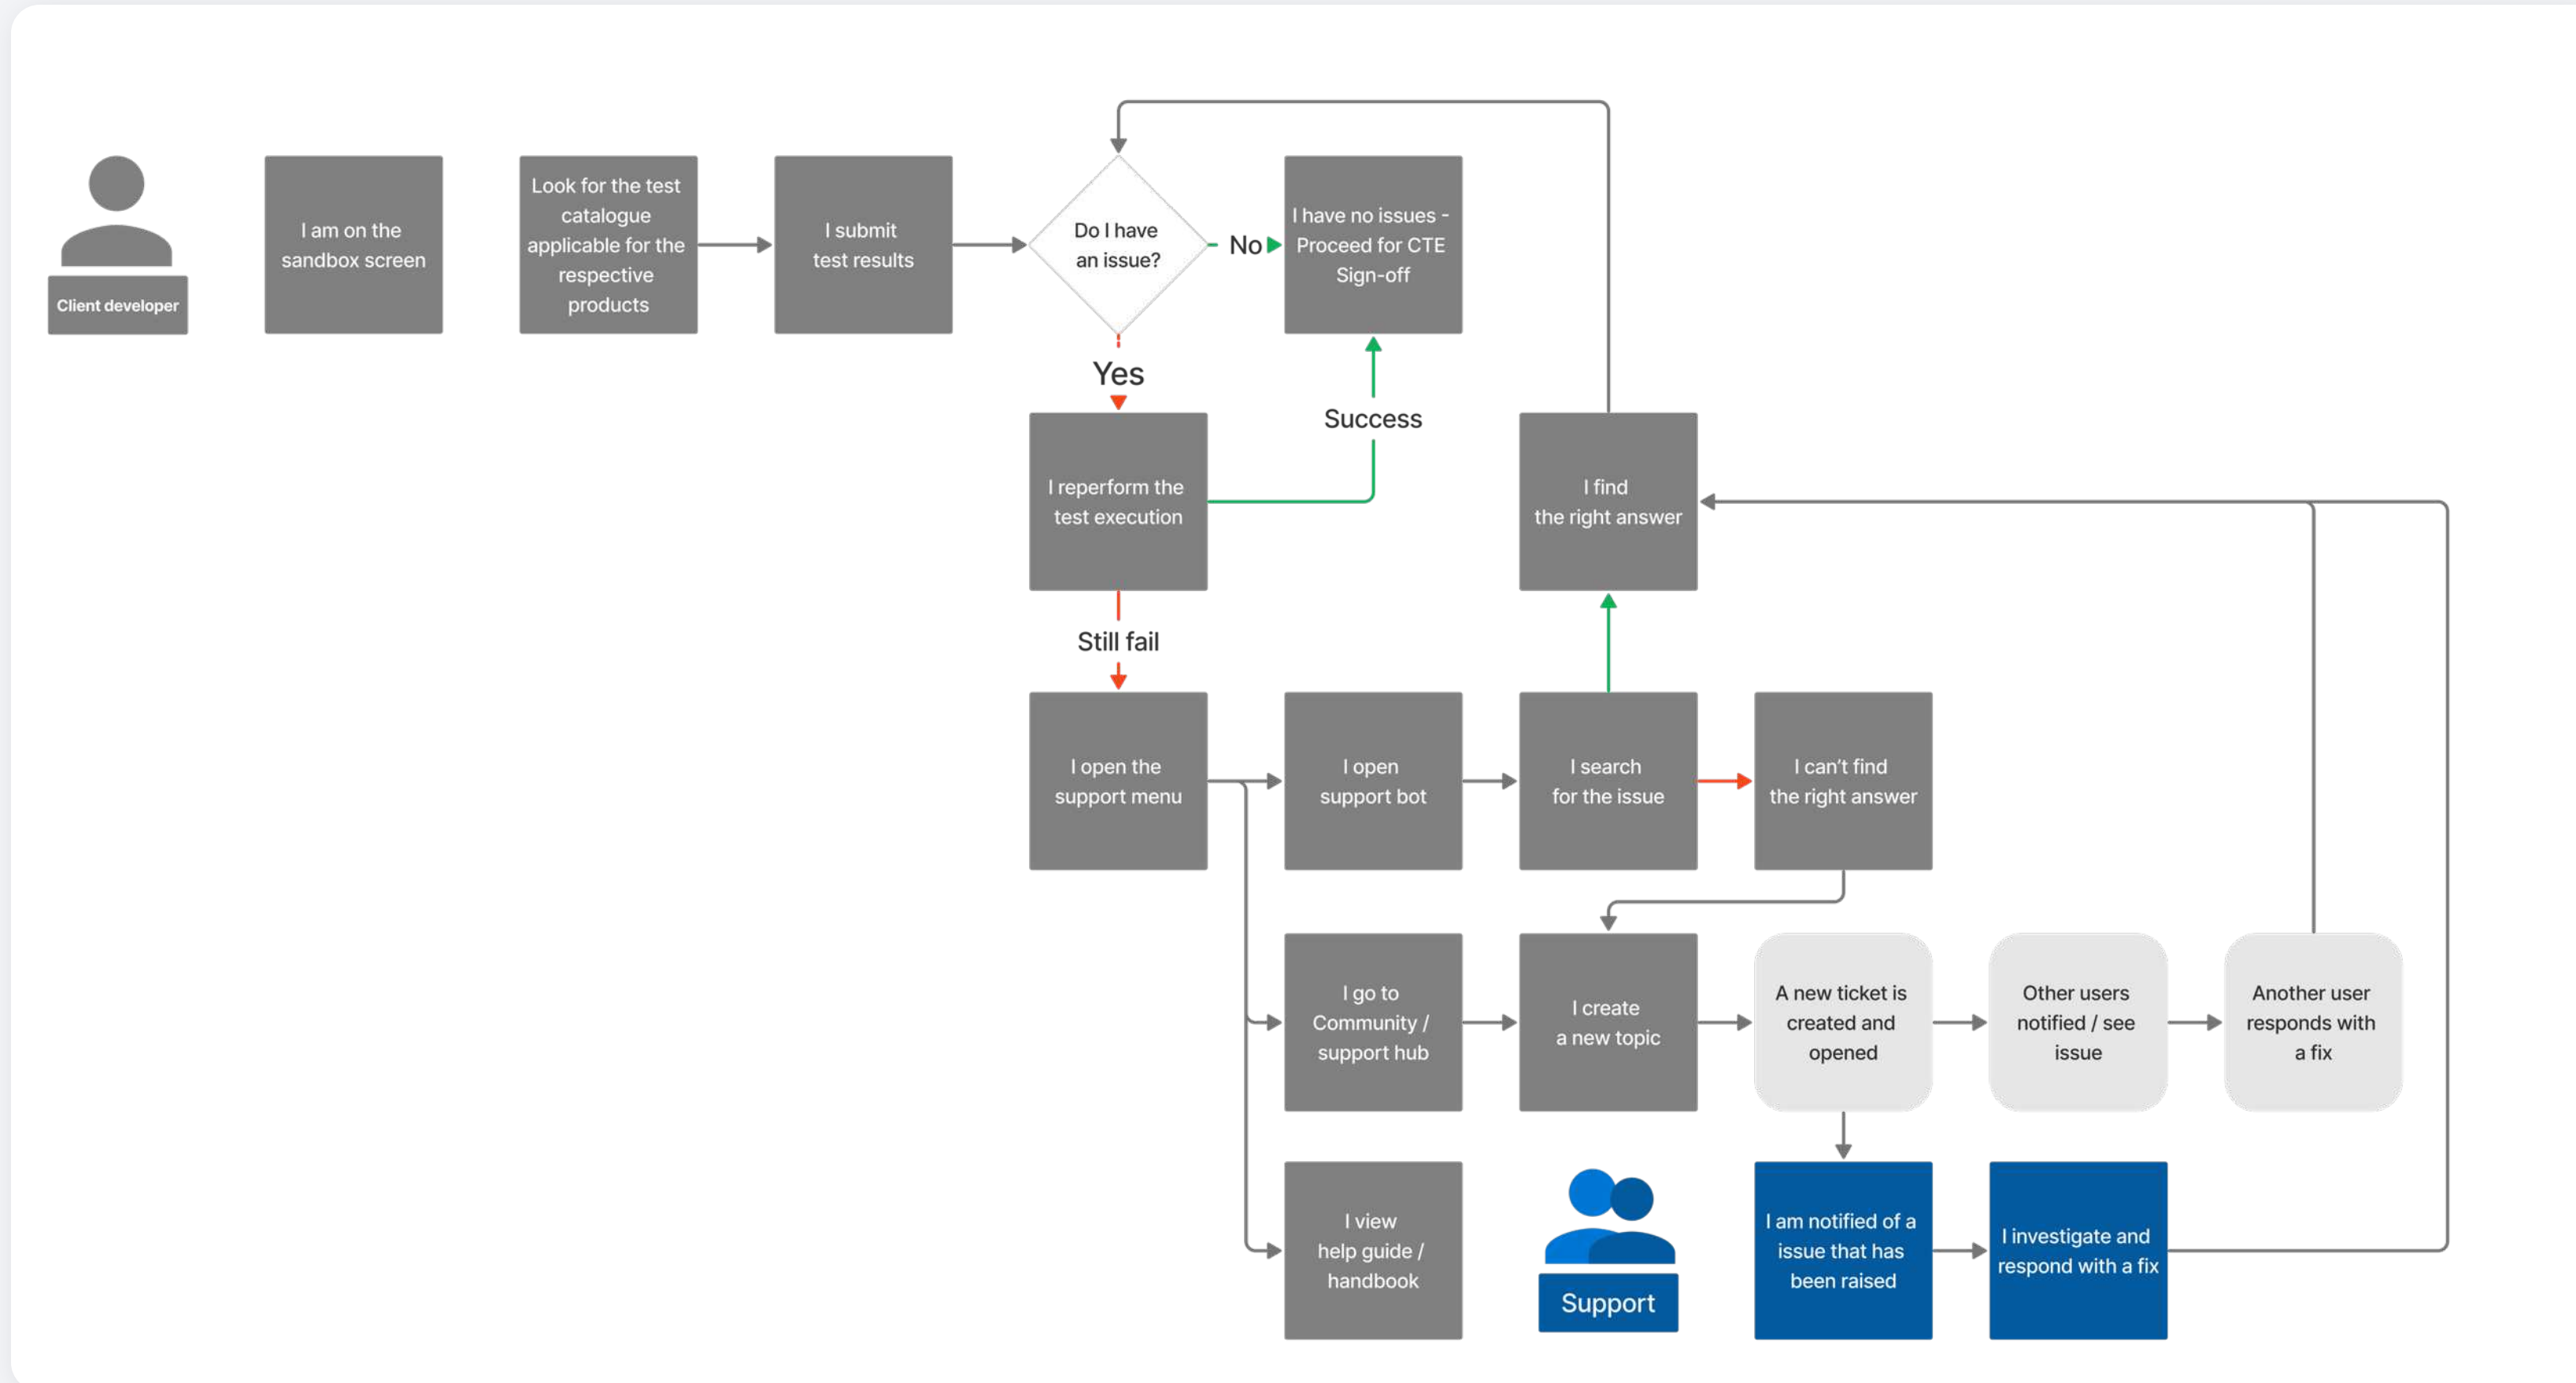 Client developer
I am on the
sandbox screen
Look for the test
catalogue
applicable for the
respective
products
I submit
test results
Do I have
an issue?
No
I have no issues -
Proceed for CTE
Sign-off
Yes
Success
I reperform the
test execution
I find
the right answer
Still fail
I open the
support menu
I open
support bot
I search
for the issue
I can’t find
the right answer
I go to
Community /
support hub
I create
a new topic
A new ticket is
created and
opened
Other users
notified / see
issue
Another user
responds with
a fix
I view
help guide /
handbook
Support
I am notified of a
issue that has
been raised
I investigate and
respond with a fix